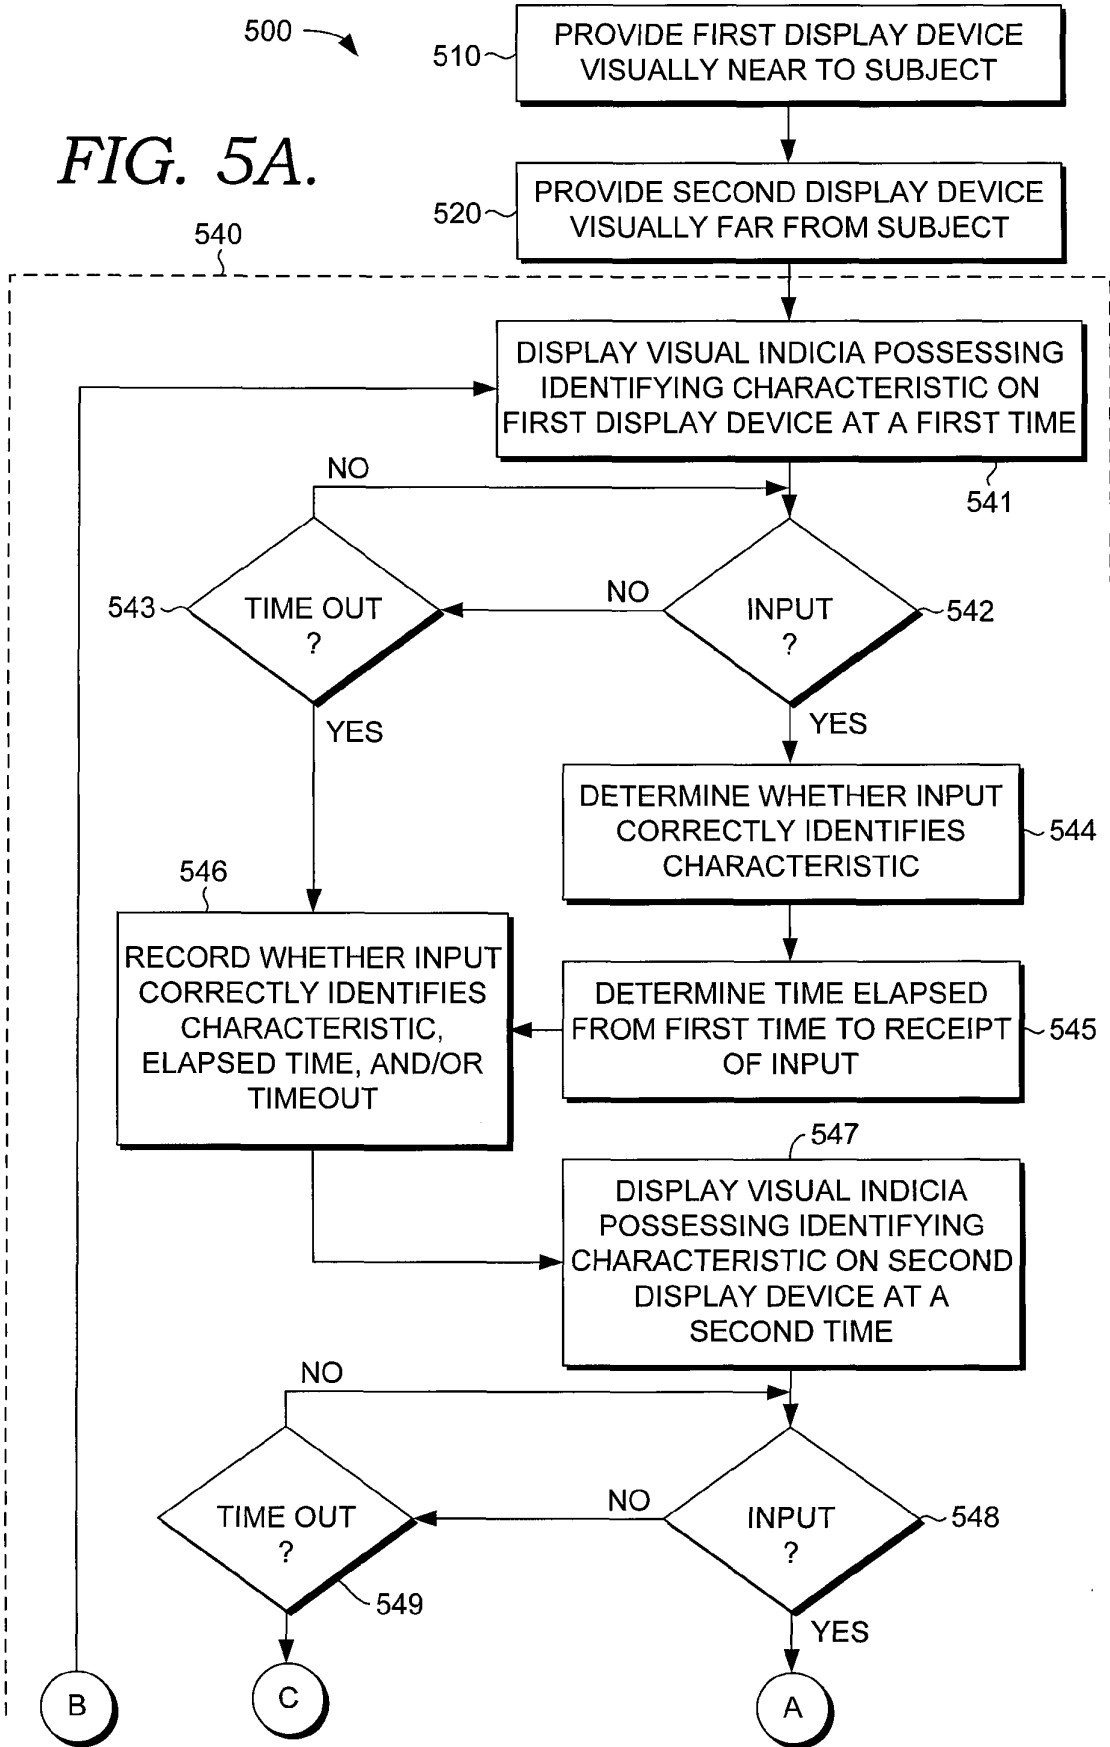 500
510
PROVIDE FIRST DISPLAY DEVICE
VISUALLY NEAR TO SUBJECT
FIG. 5A.
520
PROVIDE SECOND DISPLAY DEVICE
VISUALLY FAR FROM SUBJECT
540
DISPLAY VISUAL INDICIA POSSESSING
IDENTIFYING CHARACTERISTIC ON
FIRST DISPLAY DEVICE AT A FIRST TIME
541
NO
543
TIME OUT
?
NO
INPUT
?
542
YES
YES
DETERMINE WHETHER INPUT
CORRECTLY IDENTIFIES
CHARACTERISTIC
544
546
RECORD WHETHER INPUT
CORRECTLY IDENTIFIES
CHARACTERISTIC,
ELAPSED TIME, AND/OR
TIMEOUT
DETERMINE TIME ELAPSED
FROM FIRST TIME TO RECEIPT
OF INPUT
545
547
DISPLAY VISUAL INDICIA
POSSESSING IDENTIFYING
CHARACTERISTIC ON SECOND
DISPLAY DEVICE AT A
SECOND TIME
NO
TIME OUT
?
NO
INPUT
?
548
549
YES
B
C
A